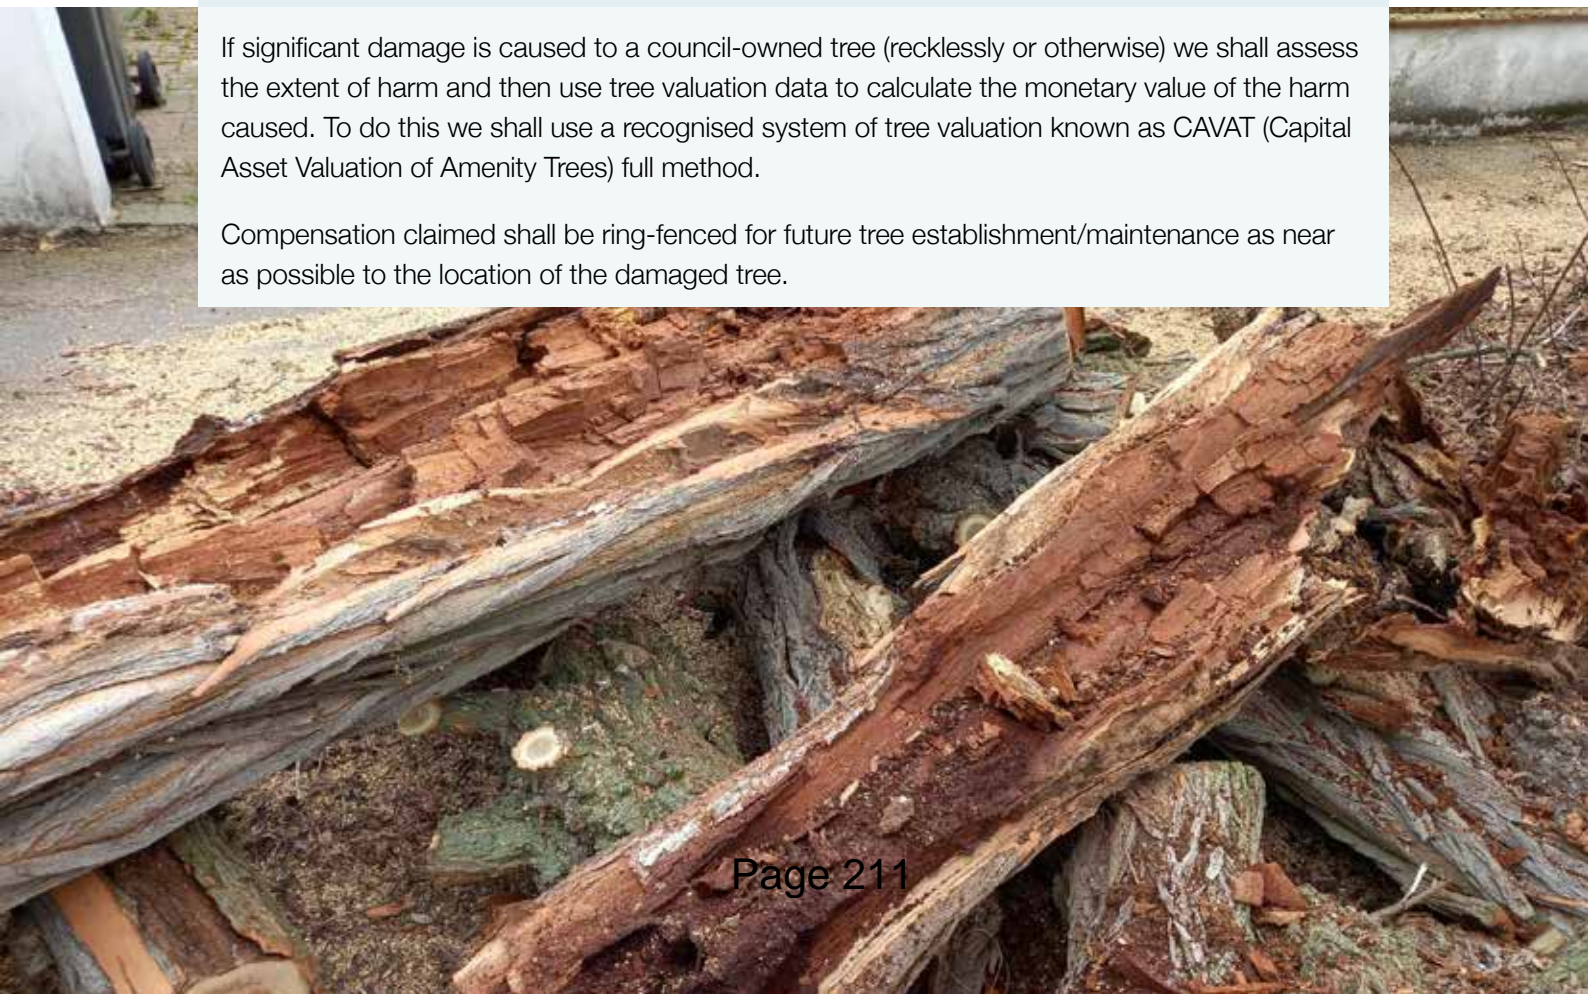 If significant damage is caused to a council-owned tree (recklessly or otherwise) we shall assess
the extent of harm and then use tree valuation data to calculate the monetary value of the harm
caused. To do this we shall use a recognised system of tree valuation known as CAVAT (Capital
Asset Valuation of Amenity Trees) full method.
Compensation claimed shall be ring-fenced for future tree establishment/maintenance as near
as possible to the location of the damaged tree.
Page 211